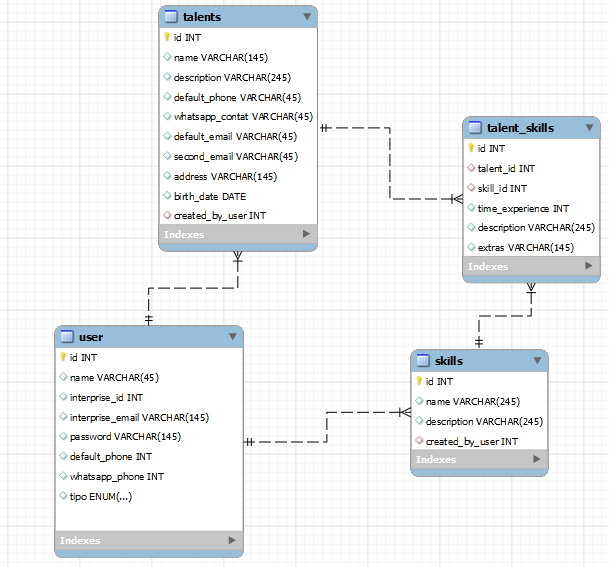 talents
id INT
name VARCHAR(145)
description VARCHAR(245)
default_phone VARCHAR(45)
whatsapp_contat VARCHAR(45)
default_email VARCHAR(45)
second_email VARCHAR(45)
address VARCHAR(145)
birth_date DATE
created_by_user INT
Indexes
talent_skills
id INT
talent_id INT
skill_id INT
time_experience INT
description VARCHAR(245)
extras VARCHAR(145)
Indexes
user
id INT
name VARCHAR(45)
interprise_id INT
interprise_email VARCHAR(145)
password VARCHAR(145)
default_phone INT
whatsapp_phone INT
tipo ENUM(...)
Indexes
skills
id INT
name VARCHAR(245)
description VARCHAR(245)
created_by_user INT
Indexes